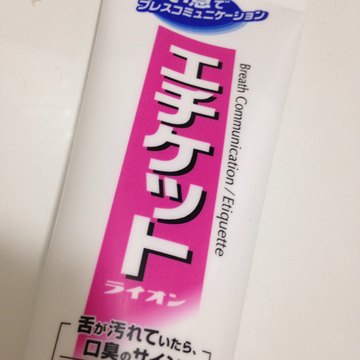 息で
ブレスコミュニケーション
エチケット
Breath Communication / Etiquette
ライオン
舌が汚れていたら、
口臭のサイン